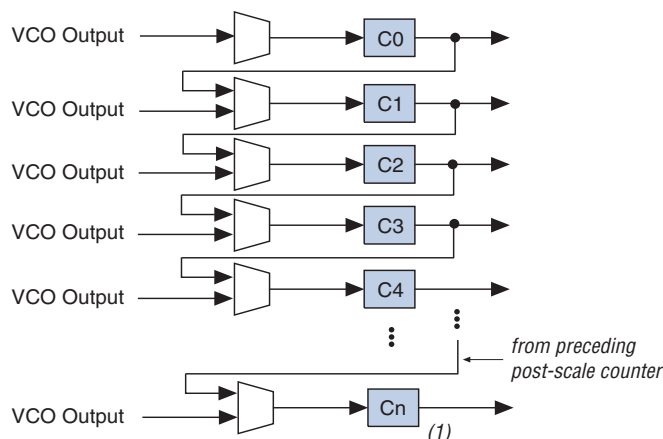 VCO Output
C0
VCO Output
C1
VCO Output
C2
VCO Output
C3
VCO Output
C4
from preceding
post-scale counter
VCO Output
Cn
(1)